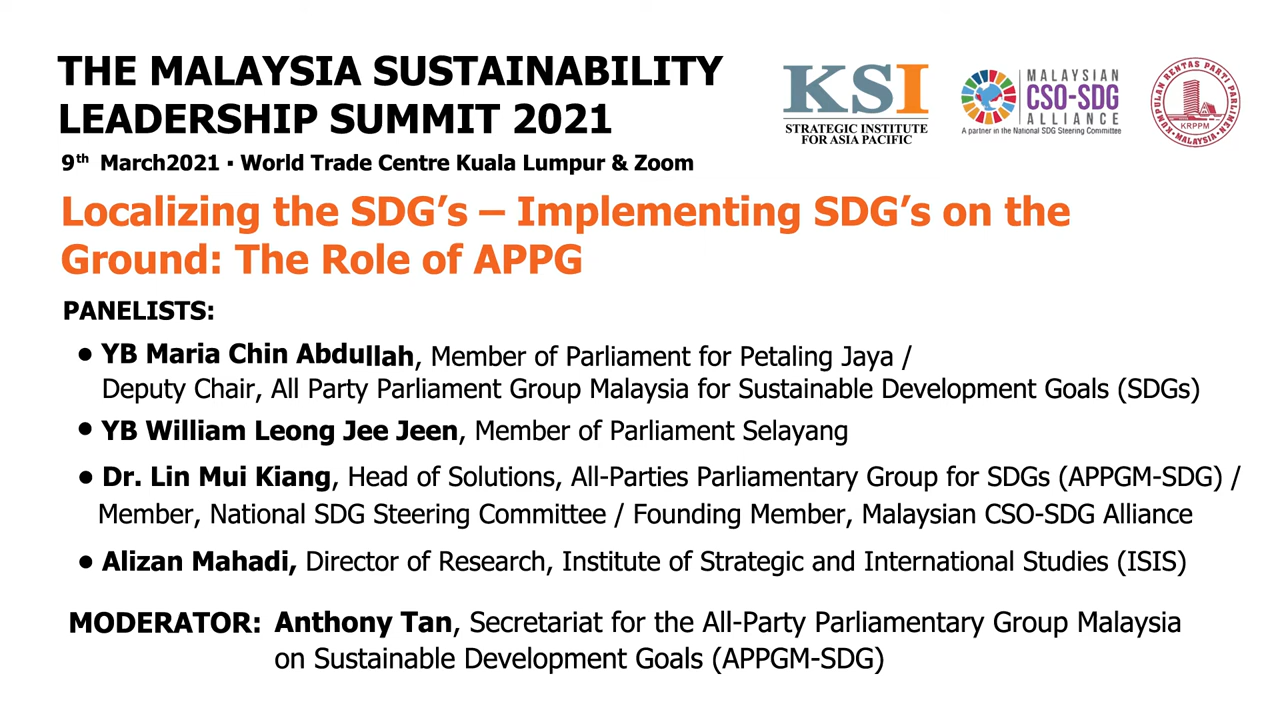 THE MALAYSIA SUSTAINABILITY
LEADERSHIP SUMMIT 2021
9th March2021 · World Trade Centre Kuala Lumpur & Zoom
KSI
STRATEGIC INSTITUTE
FOR ASIA PACIFIC
MALAYSIAN
CSO-SDG
ALLIANCE
A partner in the National SDG Steering Committee
KUMPULAN RENTAS PARTI PARLIMEN
KRPPM
MALAYSIA
Localizing the SDG’s – Implementing SDG’s on the
Ground: The Role of APPG
PANELISTS:
● YB Maria Chin Abdullah, Member of Parliament for Petaling Jaya /
Deputy Chair, All Party Parliament Group Malaysia for Sustainable Development Goals (SDGs)
● YB William Leong Jee Jeen, Member of Parliament Selayang
● Dr. Lin Mui Kiang, Head of Solutions, All-Parties Parliamentary Group for SDGs (APPGM-SDG) /
Member, National SDG Steering Committee / Founding Member, Malaysian CSO-SDG Alliance
● Alizan Mahadi, Director of Research, Institute of Strategic and International Studies (ISIS)
MODERATOR: Anthony Tan, Secretariat for the All-Party Parliamentary Group Malaysia
on Sustainable Development Goals (APPGM-SDG)